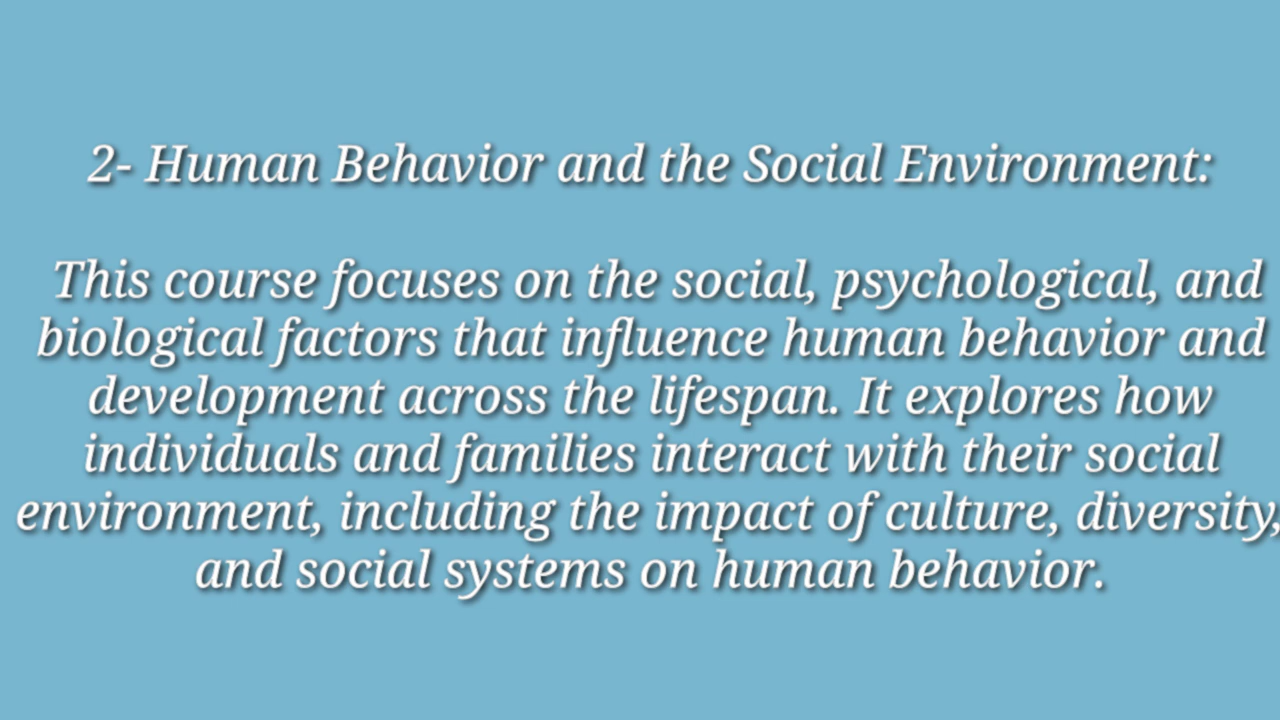 2- Human Behavior and the Social Environment:
This course focuses on the social, psychological, and
biological factors that influence human behavior and
development across the lifespan. It explores how
individuals and families interact with their social
environment, including the impact of culture, diversity,
and social systems on human behavior.